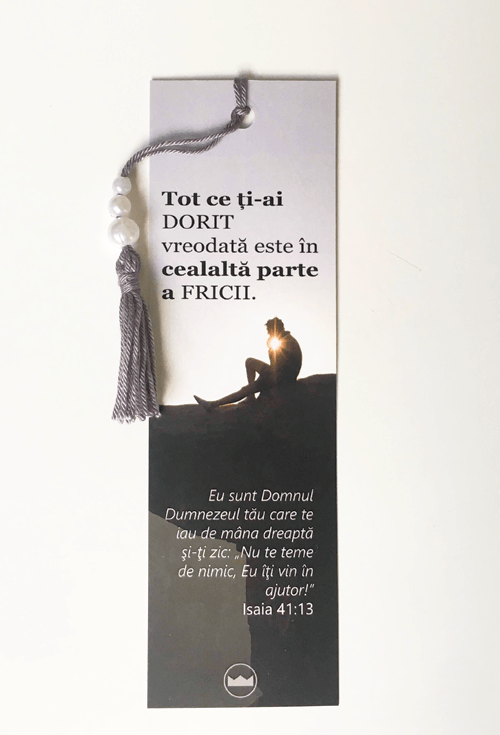 Tot ce ți-ai
DORIT
vreodată este în
cealaltă parte
a FRICII.
Eu sunt Domnul
Dumnezeul tău care te
iau de mâna dreaptă
şi-ţi zic: „Nu te teme
de nimic, Eu îţi vin în
ajutor!"
Isaia 41:13